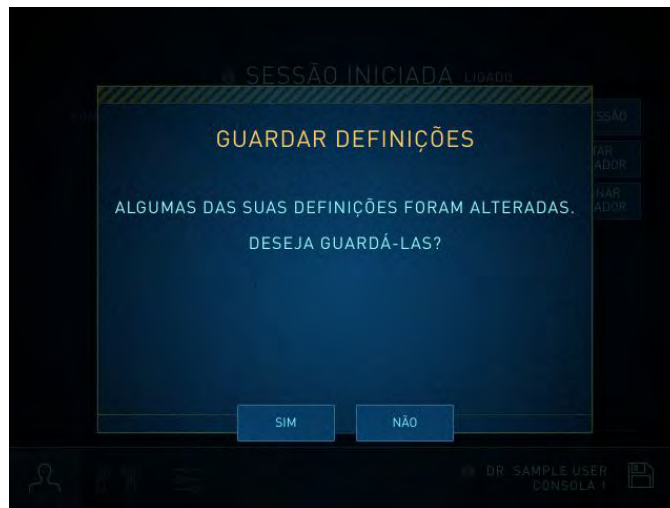 SESSÃO INICIADA LIGADO
GUARDAR DEFINIÇÕES
ALGUMAS DAS SUAS DEFINIÇÕES FORAM ALTERADAS.
DESEJA GUARDÁ-LAS?
SIM
NÃO
DR. SAMPLE USER
CONSOLA 1